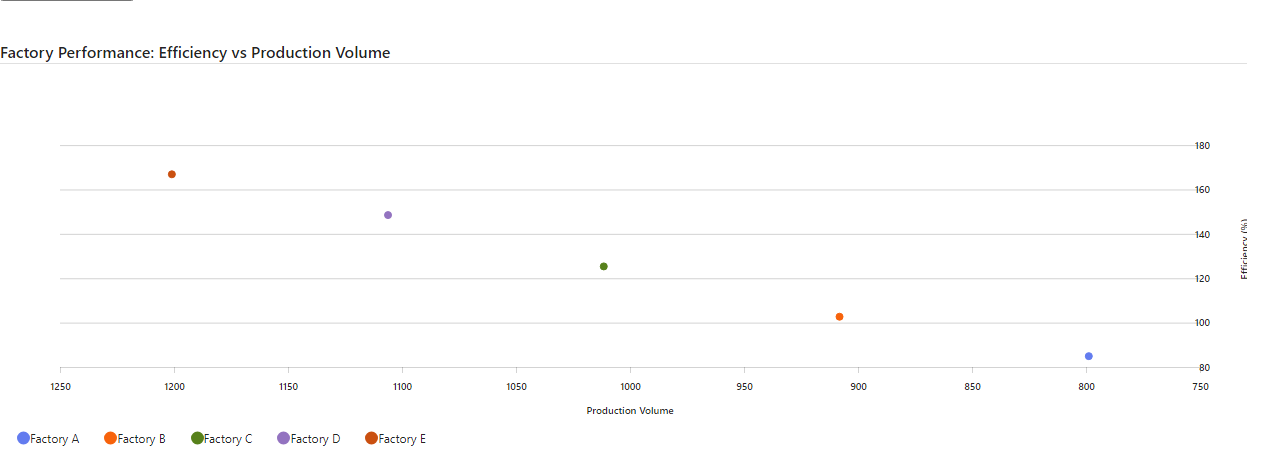 Factory Performance: Efficiency vs Production Volume
180
160
140
120
100
80
Efficiency (%)
1250 1200 1150 1100 1050 1000 950 900 850 800 750
Production Volume
Factory A Factory B Factory C Factory D Factory E